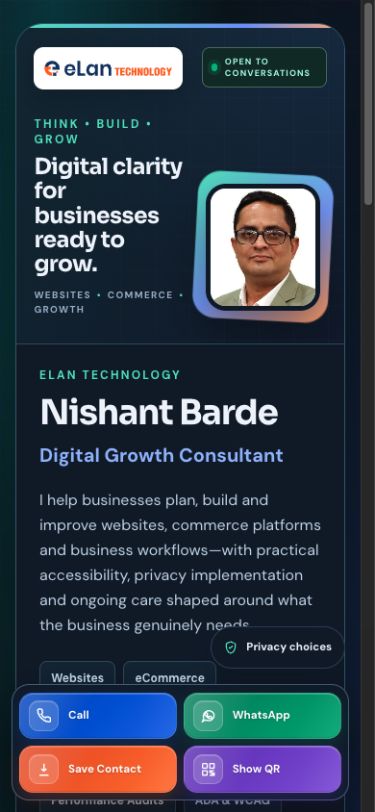 eLan TECHNOLOGY
OPEN TO
CONVERSATIONS
THINK • BUILD •
GROW
Digital clarity
for
businesses
ready to
grow.
WEBSITES • COMMERCE •
GROWTH
ELAN TECHNOLOGY
Nishant Barde
Digital Growth Consultant
I help businesses plan, build and
improve websites, commerce platforms
and business workflows—with practical
accessibility, privacy implementation
and ongoing care shaped around what
the business genuinely needs.
Privacy choices
Websites
eCommerce
Call
WhatsApp
Save Contact
Show QR
Performance Audits
ADA & WCAG